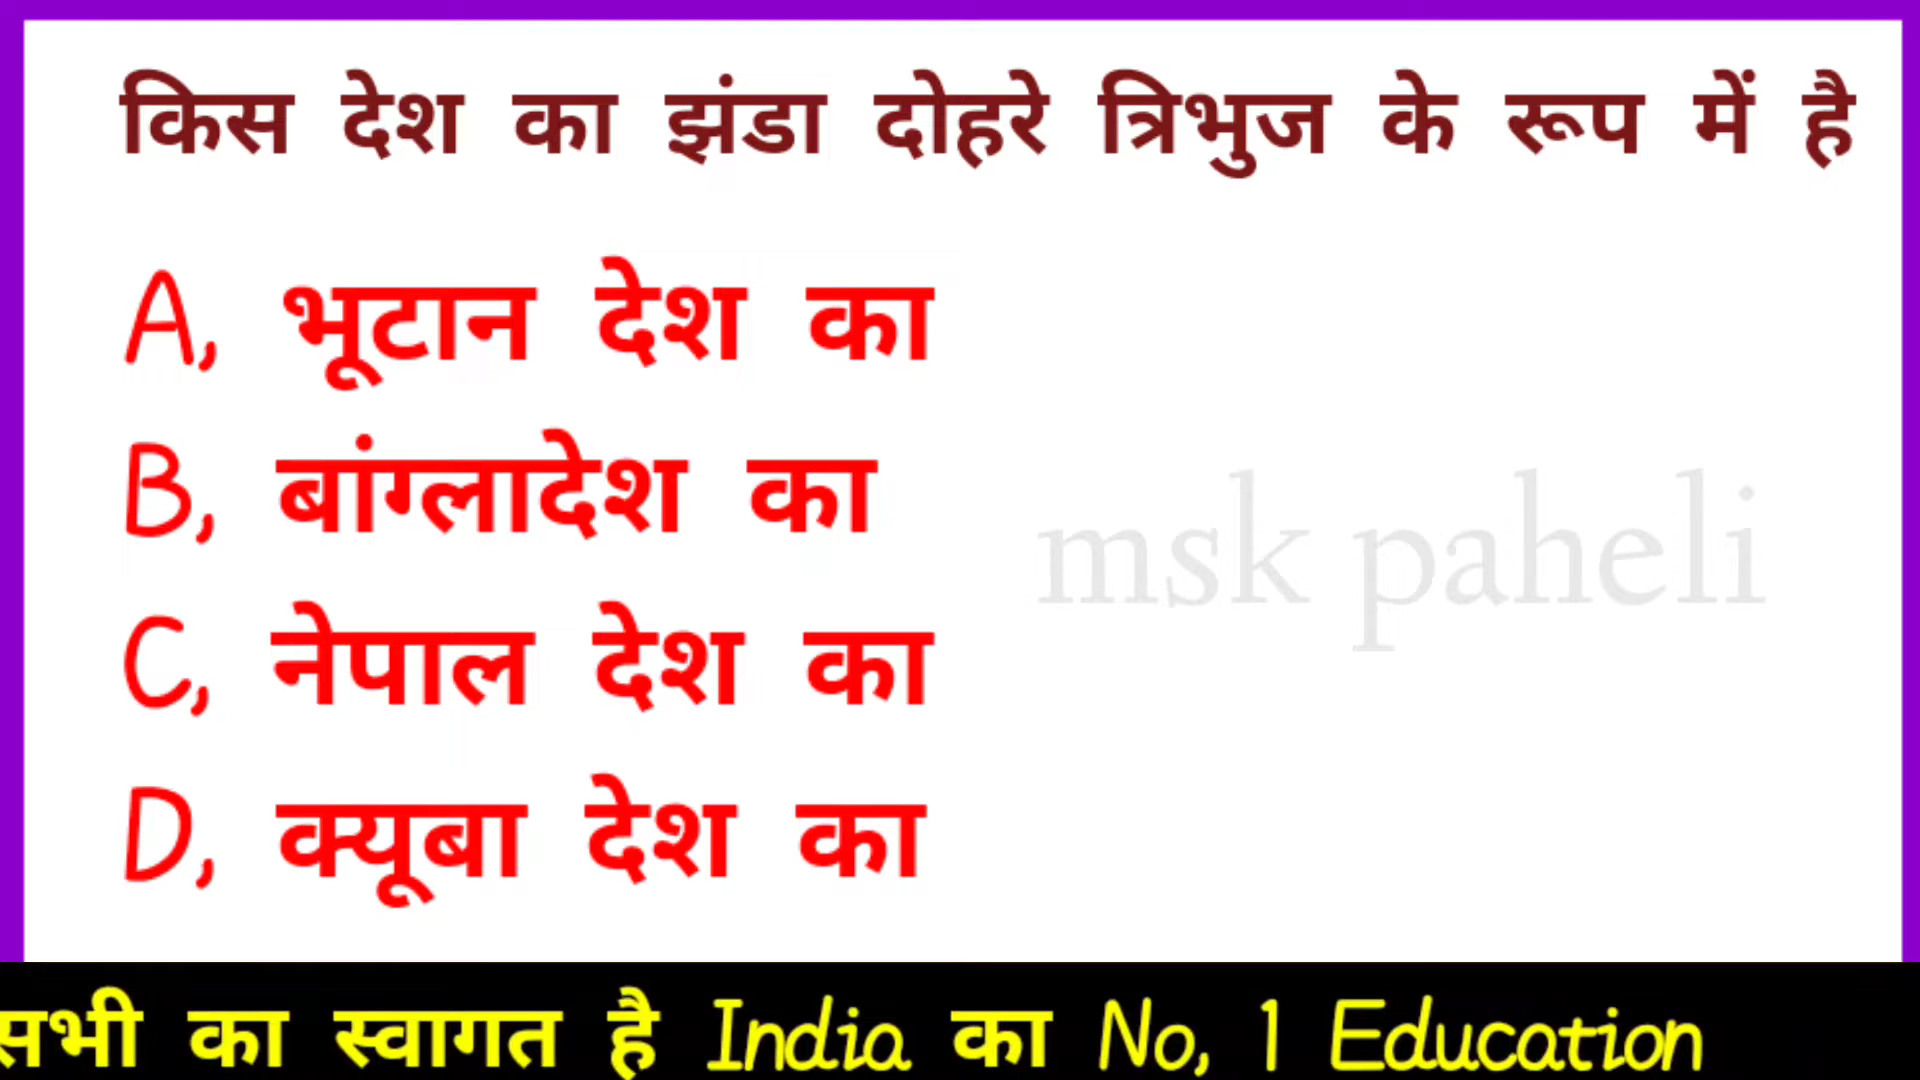 किस देश का झंडा दोहरे त्रिभुज के रूप में है
A, भूटान देश का
B, बांग्लादेश का
msk paheli
C, नेपाल देश का
D, क्यूबा देश का
सभी का स्वागत है India का No, 1 Education